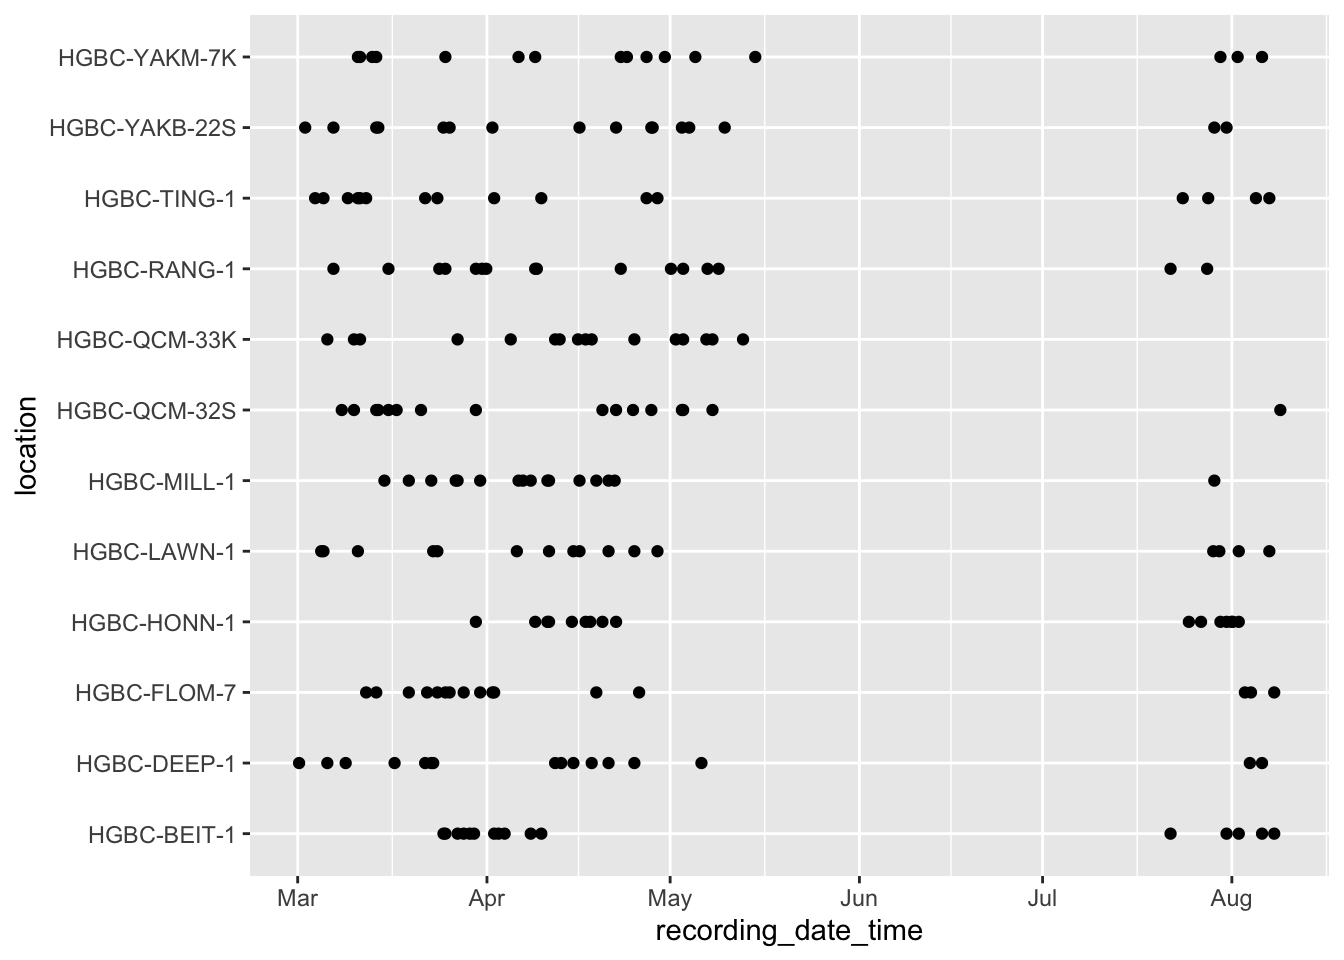 HGBC-YAKM-7K
HGBC-YAKB-22S
HGBC-TING-1
HGBC-RANG-1
HGBC-QCM-33K
HGBC-QCM-32S
HGBC-MILL-1
HGBC-LAWN-1
HGBC-HONN-1
HGBC-FLOM-7
HGBC-DEEP-1
HGBC-BEIT-1
location
Mar Apr May Jun Jul Aug
recording_date_time